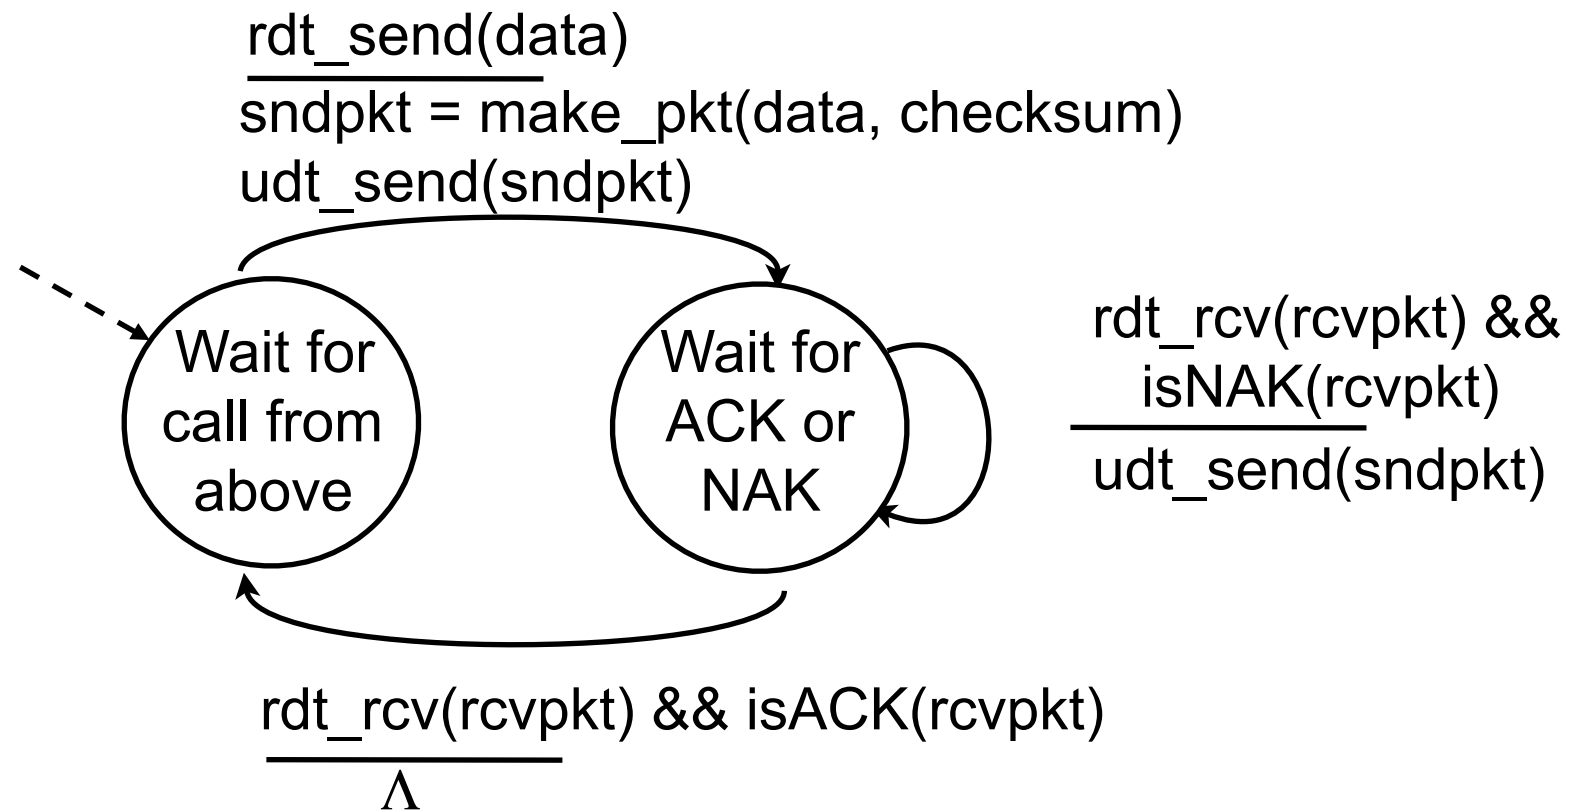 rdt_send(data)
sndpkt = make_pkt(data, checksum)
udt_send(sndpkt)
Wait for
call from
above
Wait for
ACK or
NAK
rdt_rcv(rcvpkt) &&
isNAK(rcvpkt)
udt_send(sndpkt)
rdt_rcv(rcvpkt) && isACK(rcvpkt)
Λ